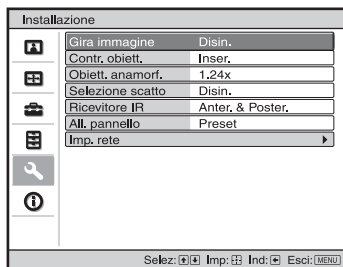 Installazione
Gira immagine Disin.
Contr. obiett. Inser.
Obiett. anamorf. 1.24x
Selezione scatto Disin.
Ricevitore IR Anter. & Poster.
All. pannello Preset
Imp. rete
Selez: Imp: Ind: Esci: MENU